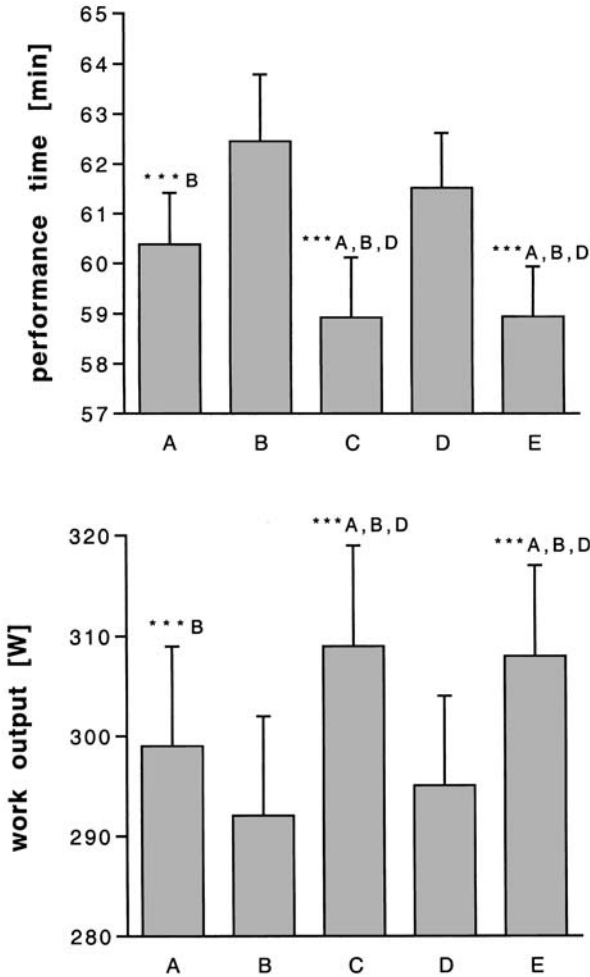 performance time [min]
65
64
63
62
61
60
59
58
57
***B
***A,B,D
***A,B,D
A B C D E
work output [W]
320
310
300
290
280
***B
***A,B,D
***A,B,D
A B C D E